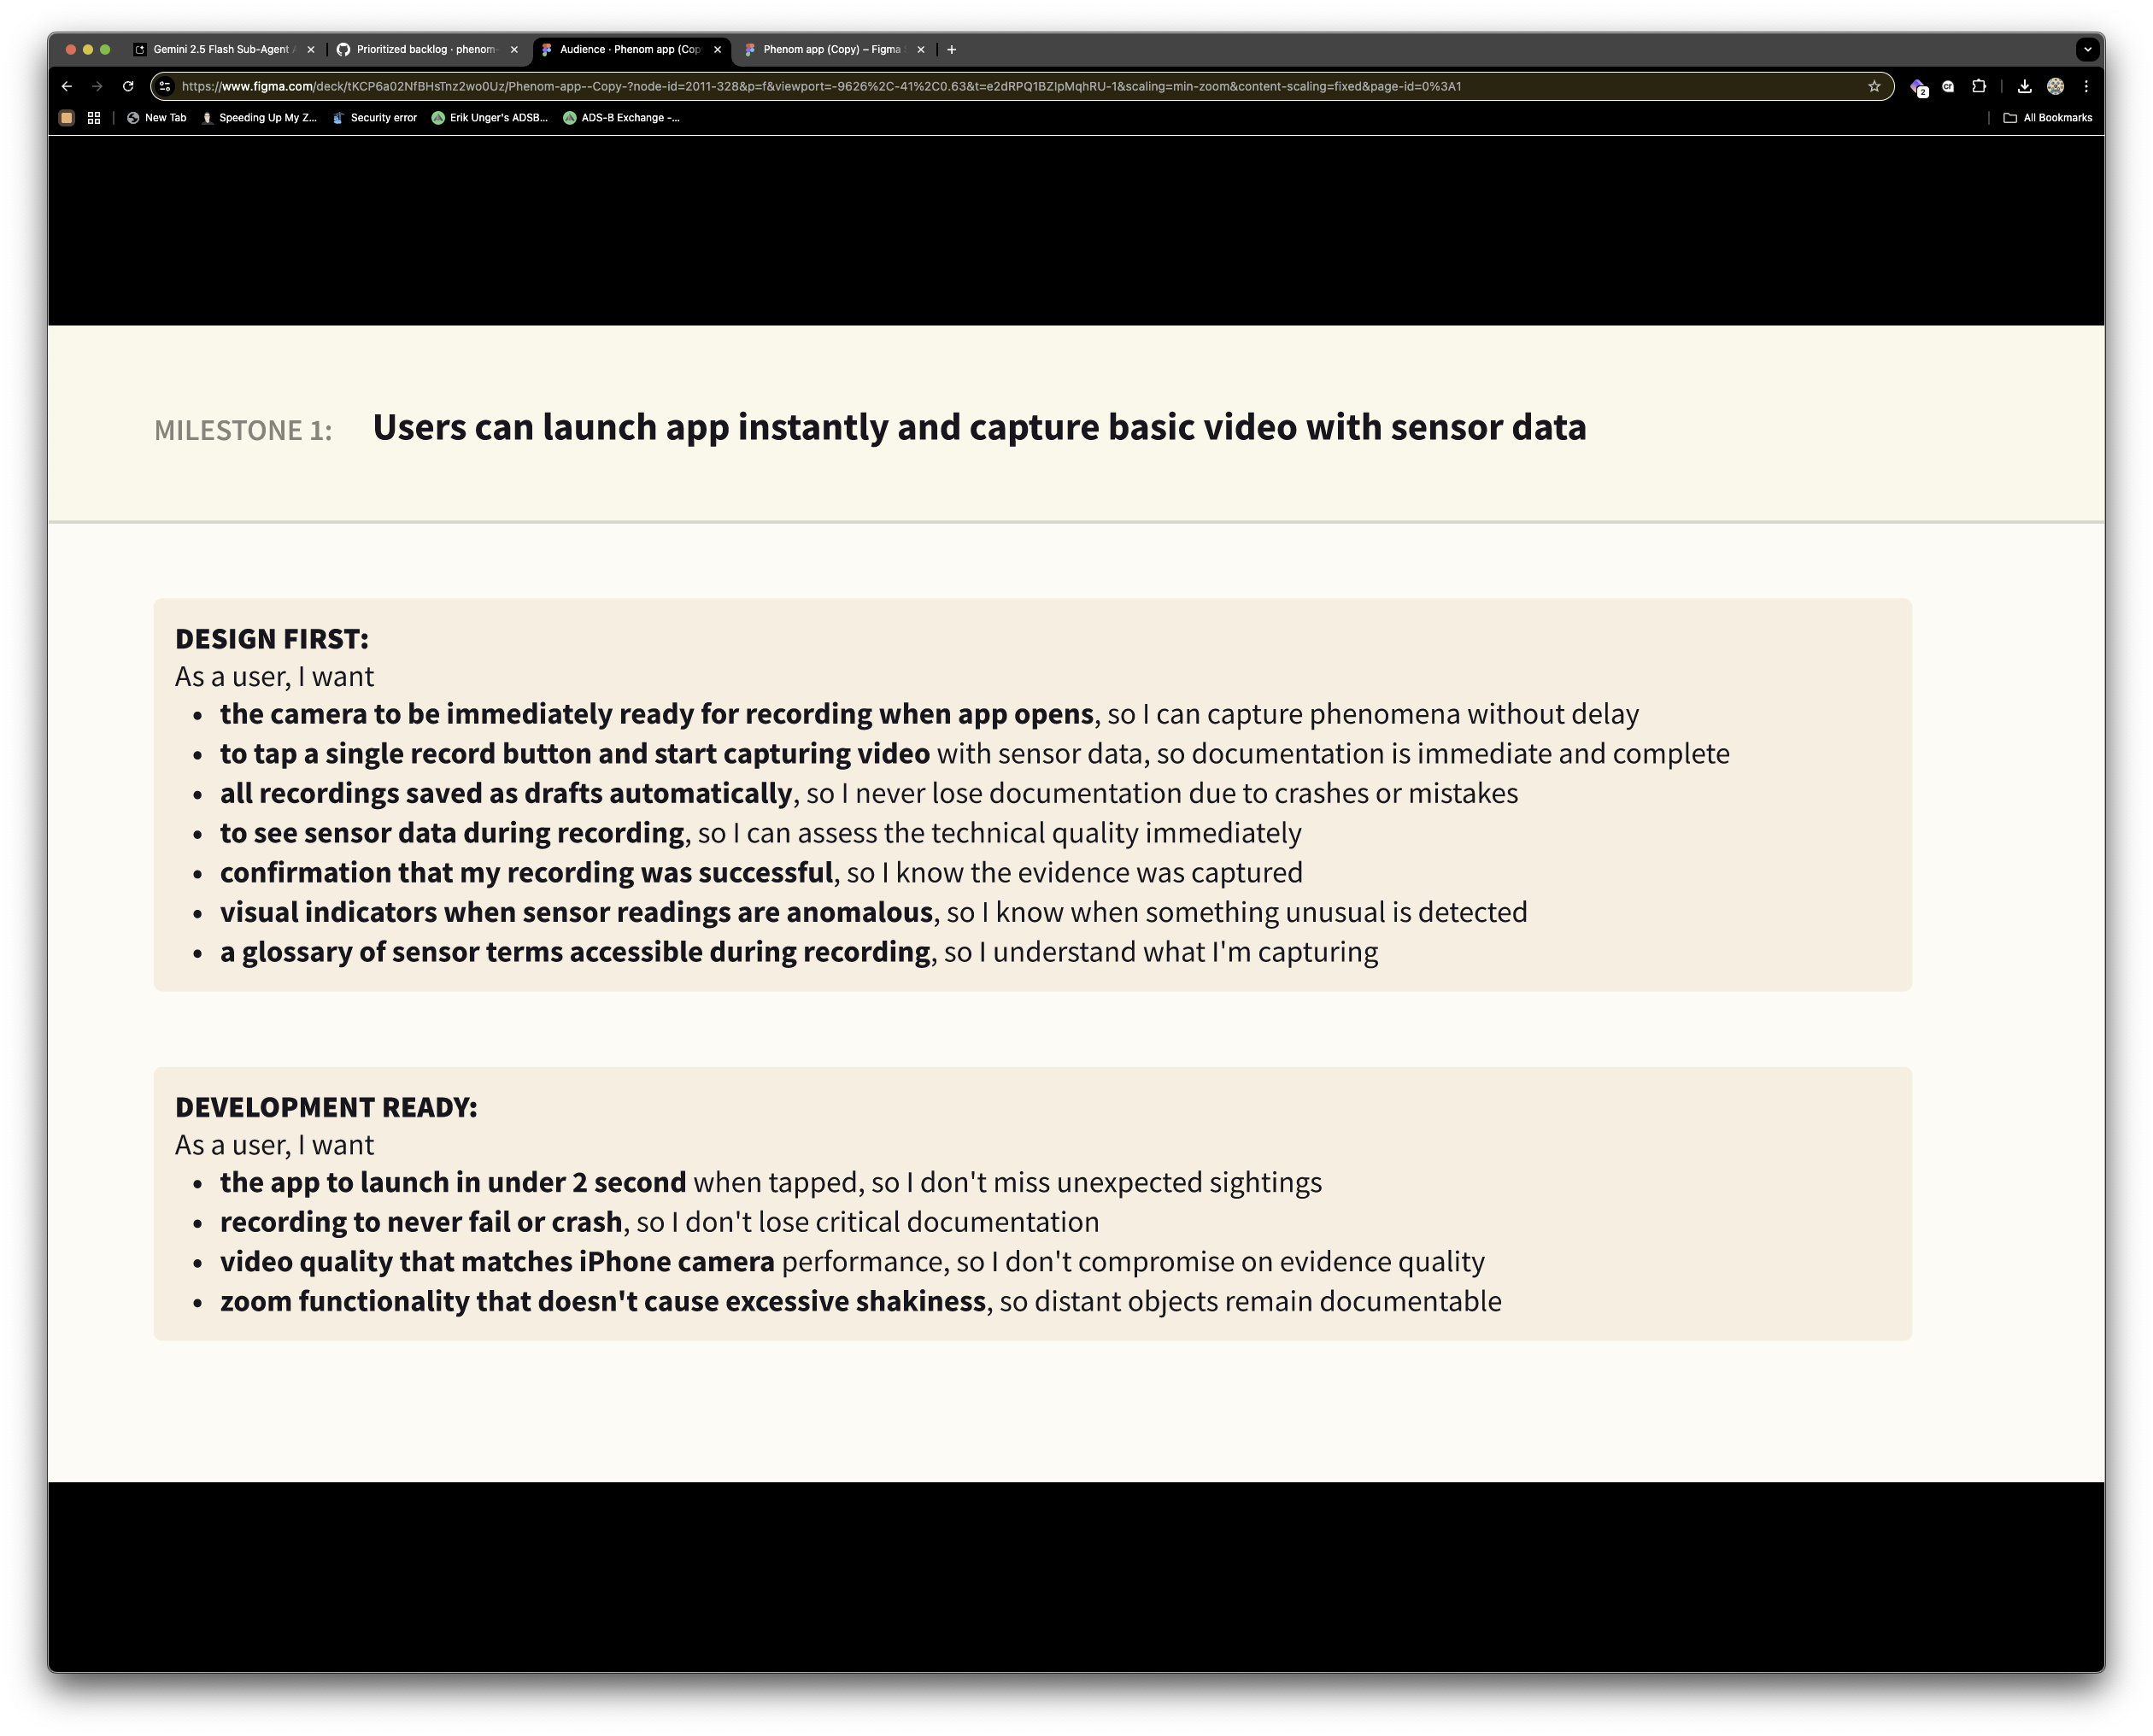 Gemini 2.5 Flash Sub-Agent
Prioritized backlog · phenom-
Audience · Phenom app (Cop
Phenom app (Copy) – Figma
https://www.figma.com/deck/tKCP6a02NfBHsTnz2wo0Uz/Phenom-app--Copy-?node-id=2011-328&p=f&viewport=-9626%2C-41%2C0.63&t=e2dRPQ1BZIpMqhRU-1&scaling=min-zoom&content-scaling=fixed&page-id=0%3A1
2
New Tab
Speeding Up My Z...
Security error
Erik Unger's ADSB...
ADS-B Exchange -...
All Bookmarks
MILESTONE 1: Users can launch app instantly and capture basic video with sensor data
DESIGN FIRST:
As a user, I want
• the camera to be immediately ready for recording when app opens, so I can capture phenomena without delay
• to tap a single record button and start capturing video with sensor data, so documentation is immediate and complete
• all recordings saved as drafts automatically, so I never lose documentation due to crashes or mistakes
• to see sensor data during recording, so I can assess the technical quality immediately
• confirmation that my recording was successful, so I know the evidence was captured
• visual indicators when sensor readings are anomalous, so I know when something unusual is detected
• a glossary of sensor terms accessible during recording, so I understand what I'm capturing
DEVELOPMENT READY:
As a user, I want
• the app to launch in under 2 second when tapped, so I don't miss unexpected sightings
• recording to never fail or crash, so I don't lose critical documentation
• video quality that matches iPhone camera performance, so I don't compromise on evidence quality
• zoom functionality that doesn't cause excessive shakiness, so distant objects remain documentable